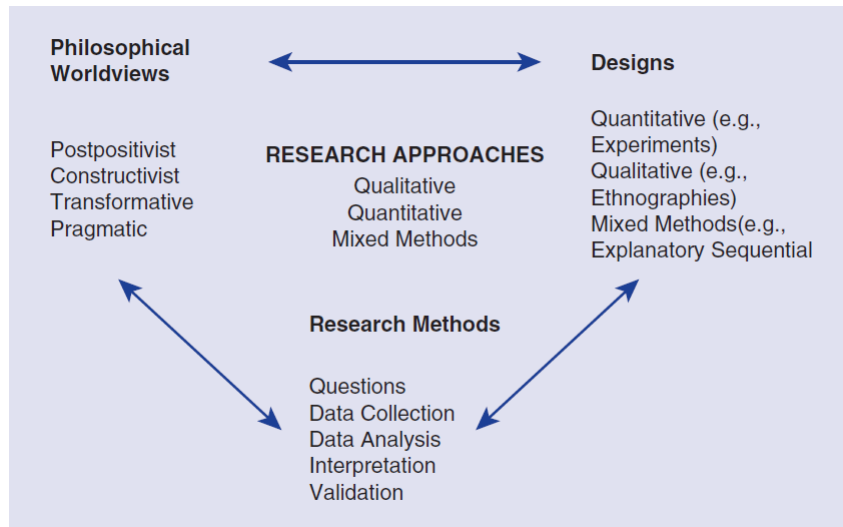 Philosophical
Worldviews
Postpositivist
Constructivist
Transformative
Pragmatic
RESEARCH APPROACHES
Qualitative
Quantitative
Mixed Methods
Designs
Quantitative (e.g.,
Experiments)
Qualitative (e.g.,
Ethnographies)
Mixed Methods(e.g.,
Explanatory Sequential
Research Methods
Questions
Data Collection
Data Analysis
Interpretation
Validation